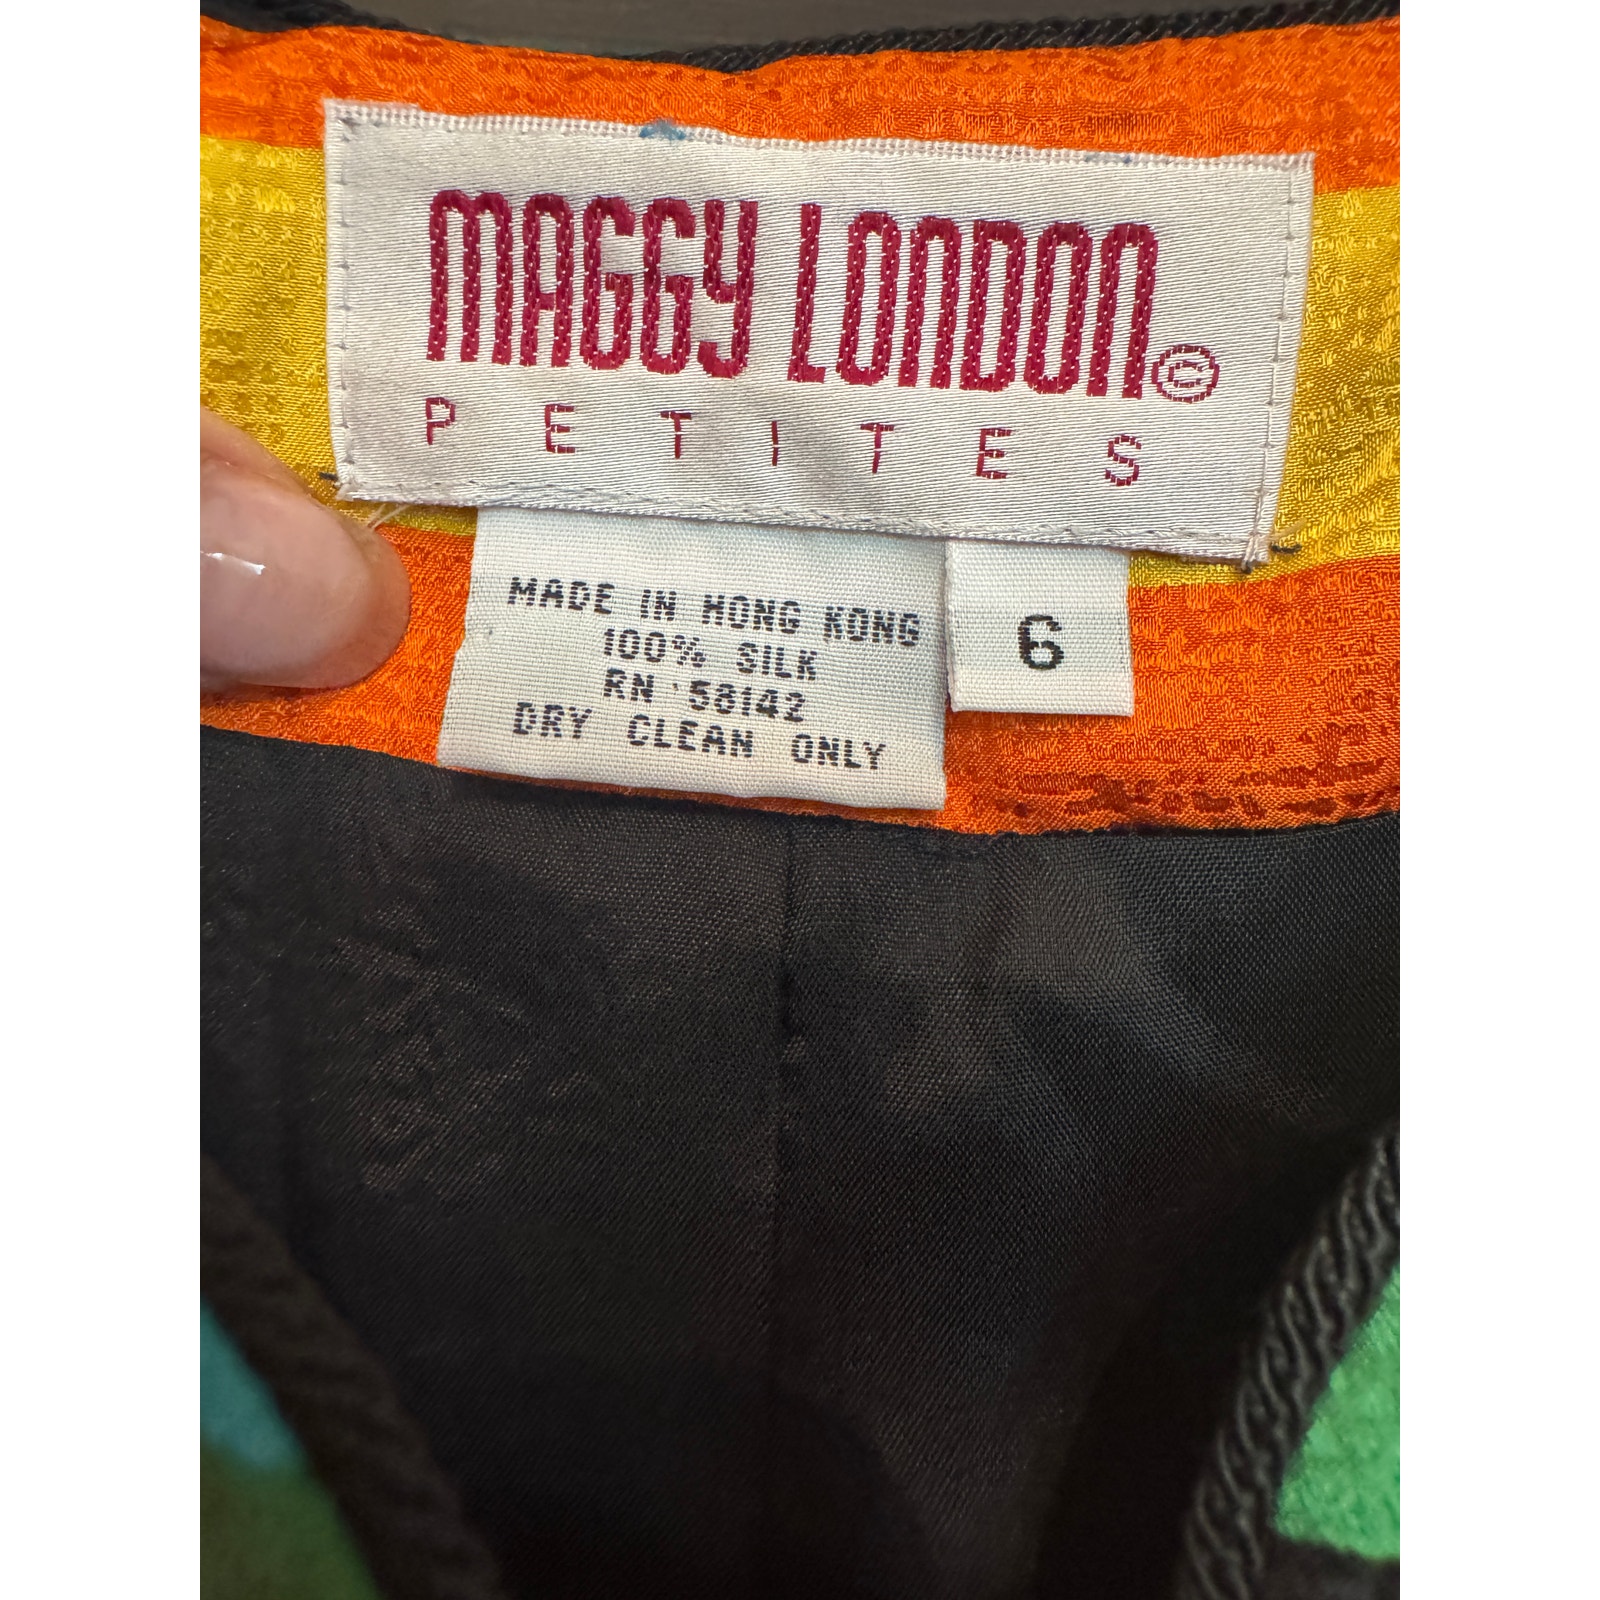 MAGGY LONDON©
PETITES
MADE IN HONG KONG
100% SILK
RN 58142
DRY CLEAN ONLY
6